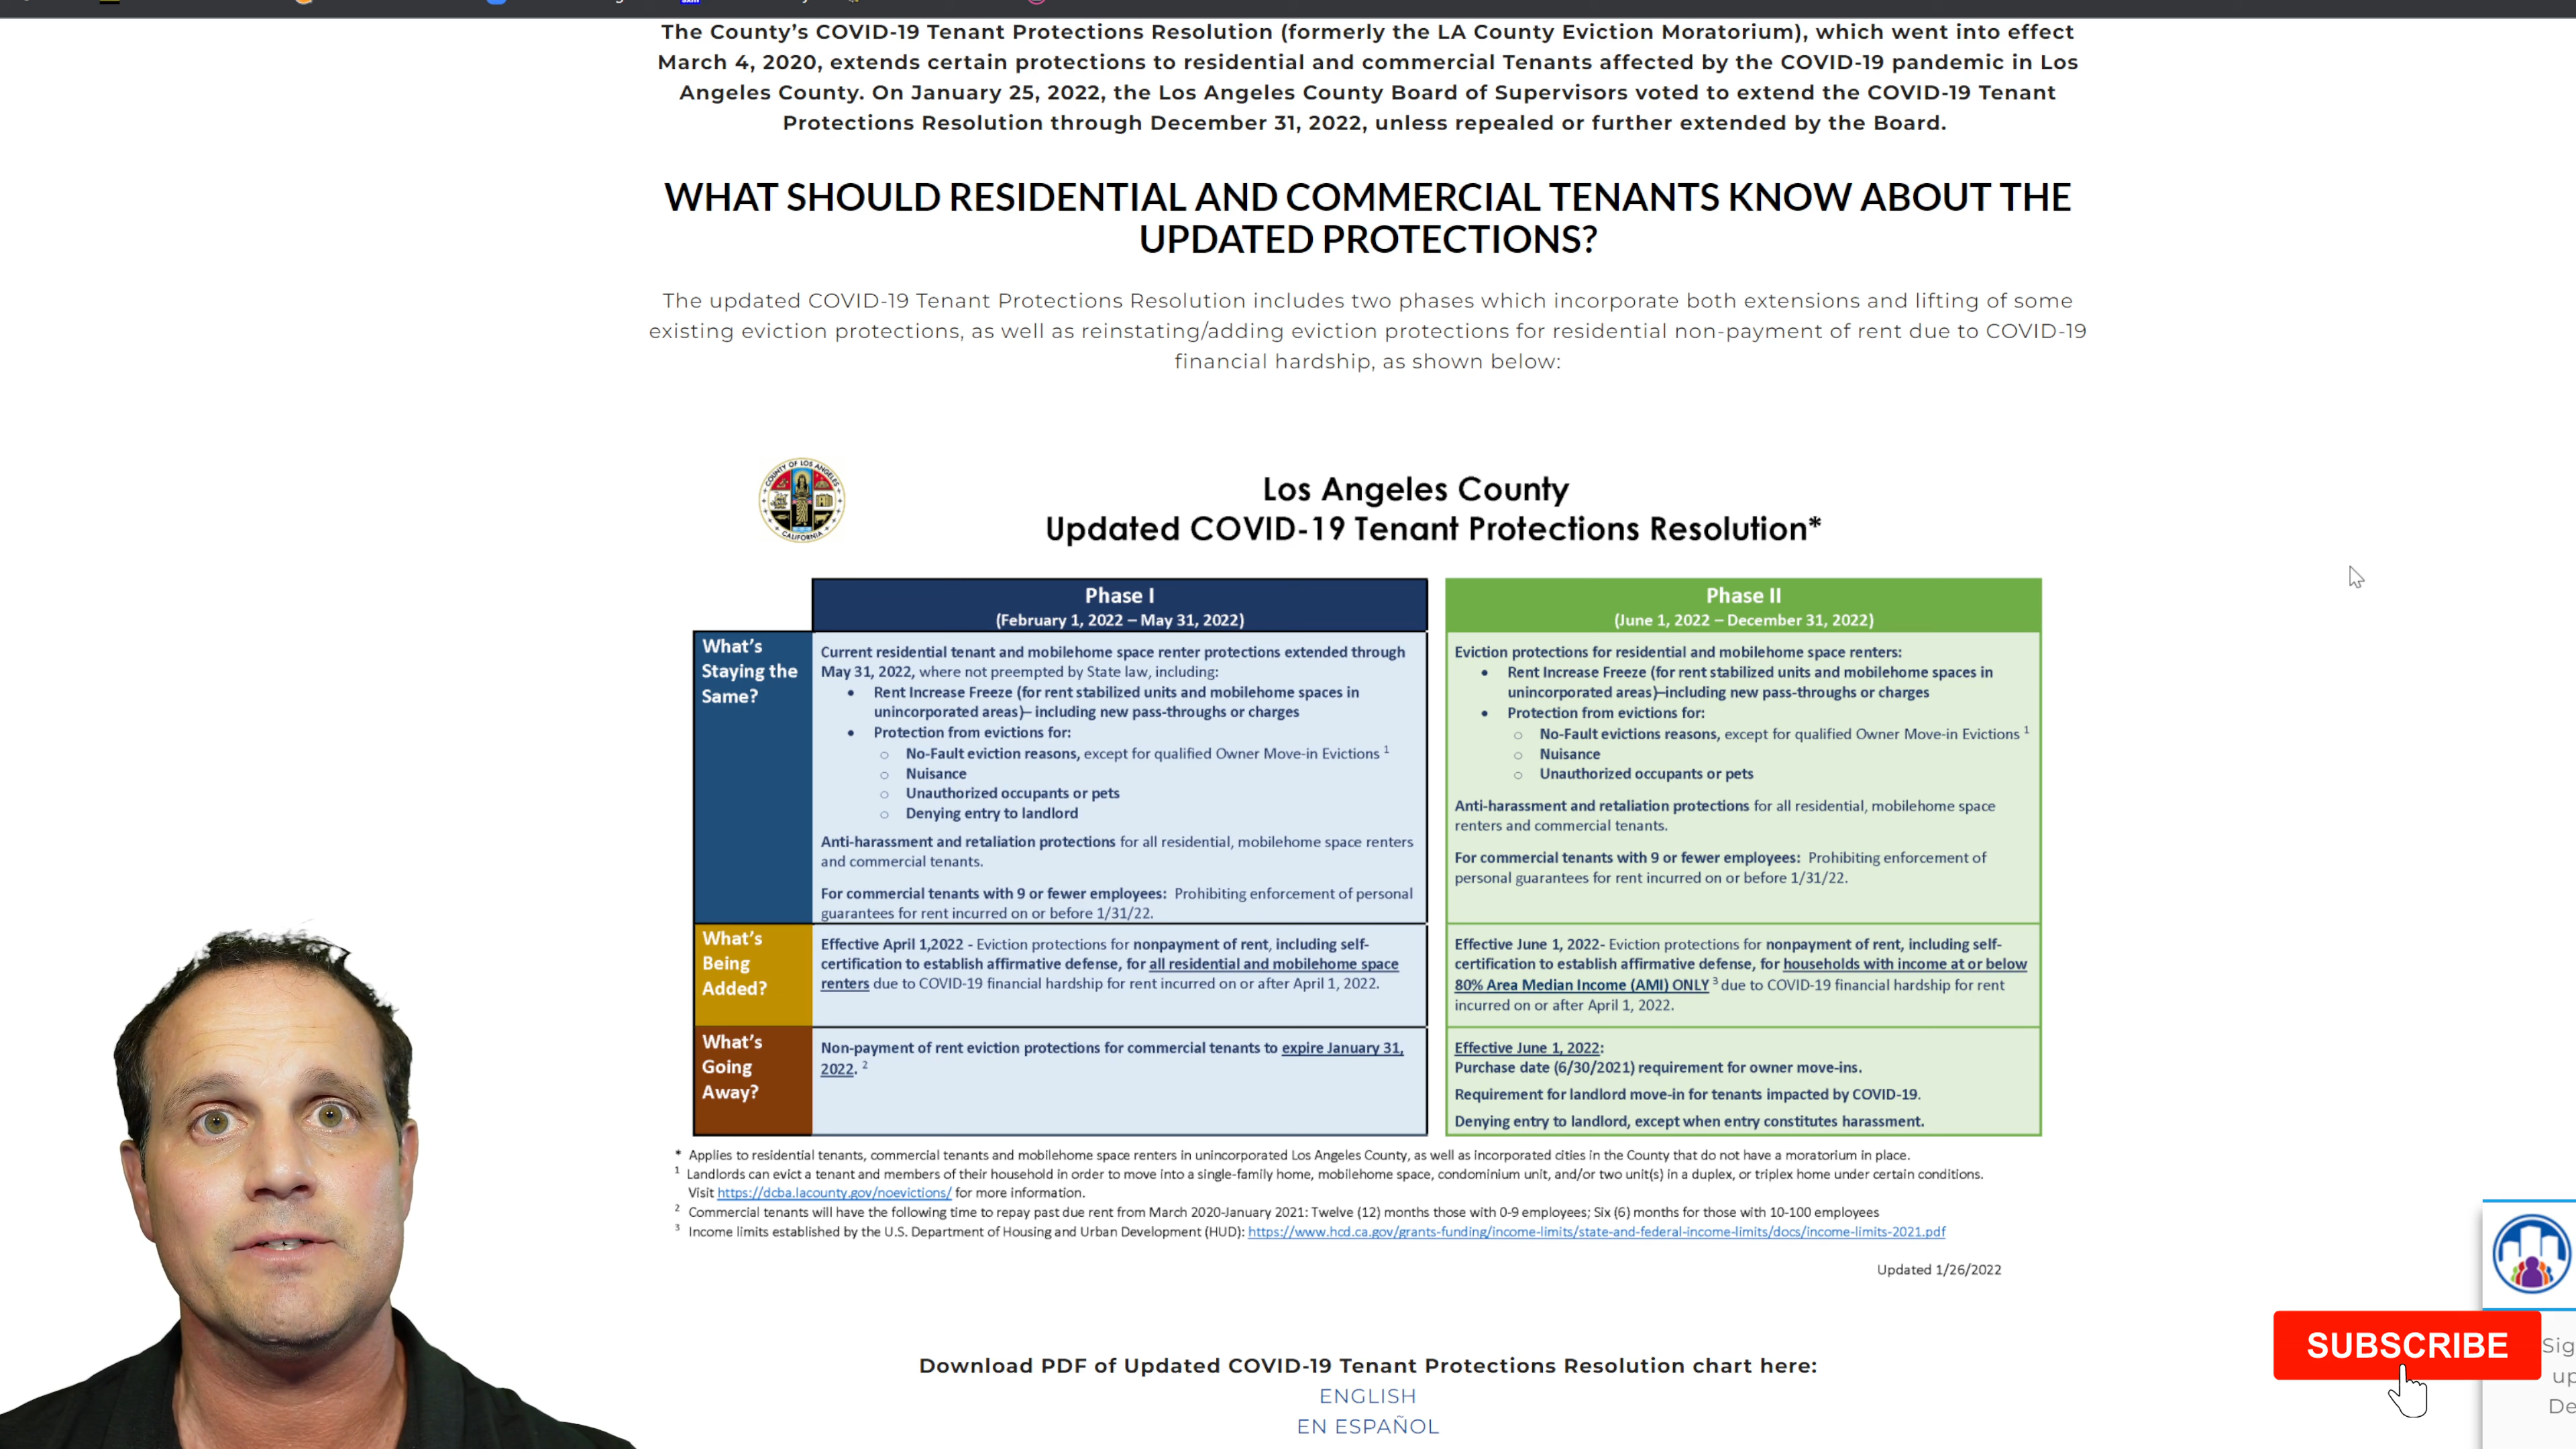 The County's COVID-19 Tenant Protections Resolution (formerly the LA County Eviction Moratorium), which went into effect
March 4, 2020, extends certain protections to residential and commercial Tenants affected by the COVID-19 pandemic in Los
Angeles County. On January 25, 2022, the Los Angeles County Board of Supervisors voted to extend the COVID-19 Tenant
Protections Resolution through December 31, 2022, unless repealed or further extended by the Board.
WHAT SHOULD RESIDENTIAL AND COMMERCIAL TENANTS KNOW ABOUT THE
UPDATED PROTECTIONS?
The updated COVID-19 Tenant Protections Resolution includes two phases which incorporate both extensions and lifting of some
existing eviction protections, as well as reinstating/adding eviction protections for residential non-payment of rent due to COVID-19
financial hardship, as shown below:
COUNTY OF LOS ANGELES
CALIFORNIA
Los Angeles County
Updated COVID-19 Tenant Protections Resolution*
Phase I
(February 1, 2022 – May 31, 2022)
Phase II
(June 1, 2022 – December 31, 2022)
What's
Staying the
Same?
Current residential tenant and mobilehome space renter protections extended through
May 31, 2022, where not preempted by State law, including:
• Rent Increase Freeze (for rent stabilized units and mobilehome spaces in
unincorporated areas)– including new pass-throughs or charges
• Protection from evictions for:
○ No-Fault eviction reasons, except for qualified Owner Move-in Evictions 1
○ Nuisance
○ Unauthorized occupants or pets
○ Denying entry to landlord
Anti-harassment and retaliation protections for all residential, mobilehome space renters
and commercial tenants.
For commercial tenants with 9 or fewer employees: Prohibiting enforcement of personal
guarantees for rent incurred on or before 1/31/22.
Eviction protections for residential and mobilehome space renters:
• Rent Increase Freeze (for rent stabilized units and mobilehome spaces in
unincorporated areas)–including new pass-throughs or charges
• Protection from evictions for:
○ No-Fault evictions reasons, except for qualified Owner Move-in Evictions 1
○ Nuisance
○ Unauthorized occupants or pets
Anti-harassment and retaliation protections for all residential, mobilehome space
renters and commercial tenants.
For commercial tenants with 9 or fewer employees: Prohibiting enforcement of
personal guarantees for rent incurred on or before 1/31/22.
What's
Being
Added?
Effective April 1,2022 - Eviction protections for nonpayment of rent, including self-
certification to establish affirmative defense, for all residential and mobilehome space
renters due to COVID-19 financial hardship for rent incurred on or after April 1, 2022.
Effective June 1, 2022- Eviction protections for nonpayment of rent, including self-
certification to establish affirmative defense, for households with income at or below
80% Area Median Income (AMI) ONLY 3 due to COVID-19 financial hardship for rent
incurred on or after April 1, 2022.
What's
Going
Away?
Non-payment of rent eviction protections for commercial tenants to expire January 31,
2022. 2
Effective June 1, 2022:
Purchase date (6/30/2021) requirement for owner move-ins.
Requirement for landlord move-in for tenants impacted by COVID-19.
Denying entry to landlord, except when entry constitutes harassment.
* Applies to residential tenants, commercial tenants and mobilehome space renters in unincorporated Los Angeles County, as well as incorporated cities in the County that do not have a moratorium in place.
1 Landlords can evict a tenant and members of their household in order to move into a single-family home, mobilehome space, condominium unit, and/or two unit(s) in a duplex, or triplex home under certain conditions.
Visit https://dcba.lacounty.gov/noevictions/ for more information.
2 Commercial tenants will have the following time to repay past due rent from March 2020-January 2021: Twelve (12) months those with 0-9 employees; Six (6) months for those with 10-100 employees
3 Income limits established by the U.S. Department of Housing and Urban Development (HUD): https://www.hcd.ca.gov/grants-funding/income-limits/state-and-federal-income-limits/docs/income-limits-2021.pdf
Updated 1/26/2022
SUBSCRIBE
Sig
up
De
Download PDF of Updated COVID-19 Tenant Protections Resolution chart here:
ENGLISH
EN ESPAÑOL